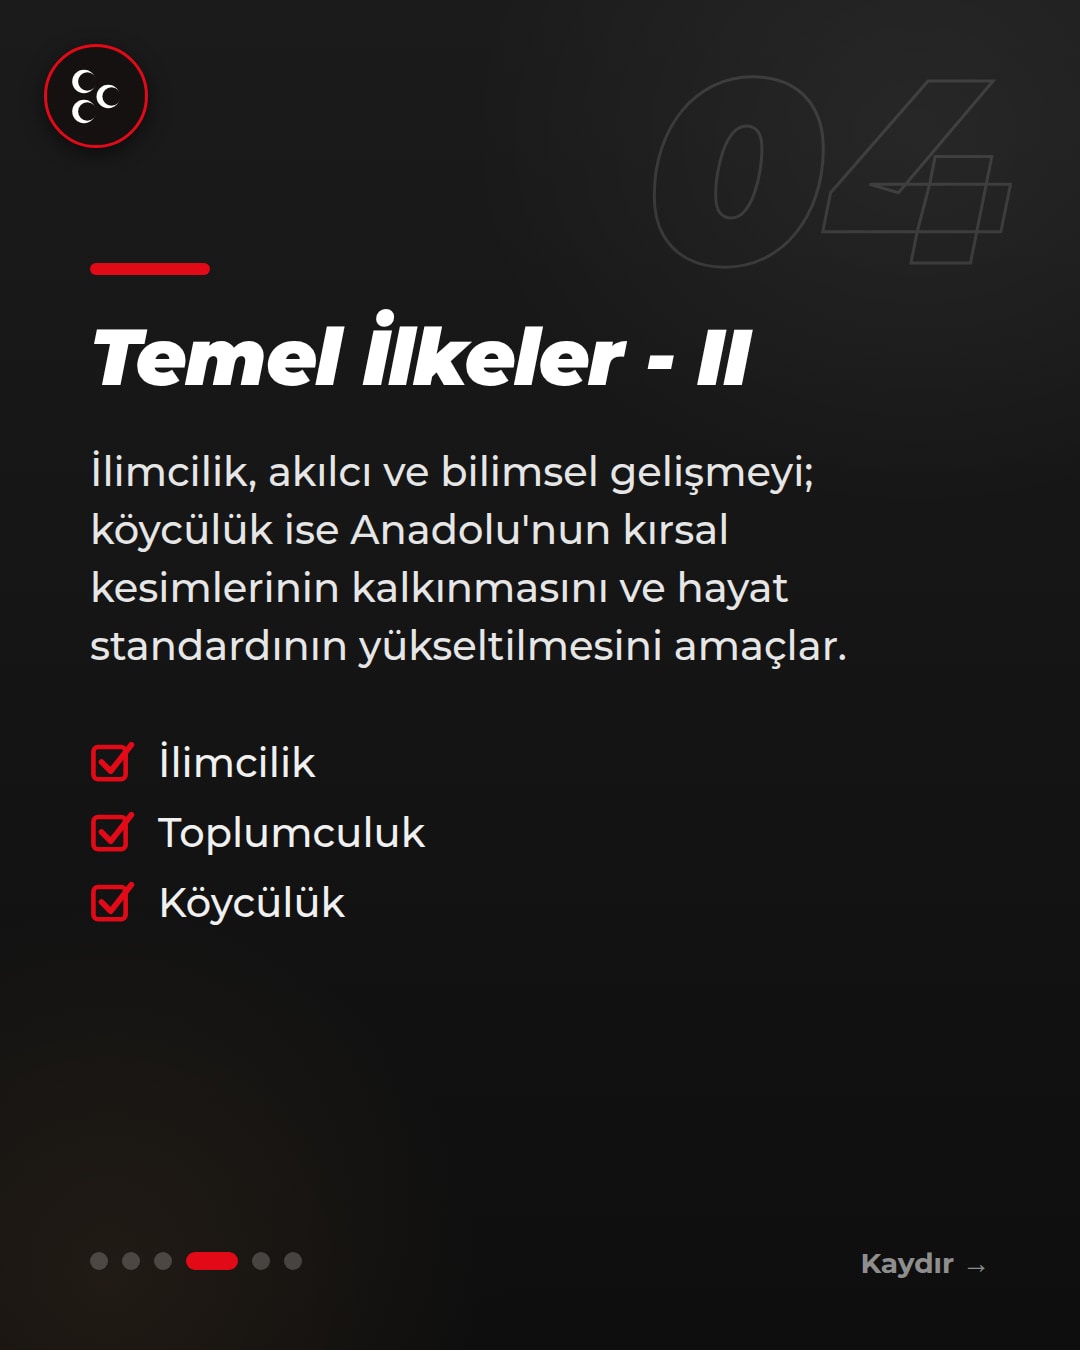 04
Temel İlkeler - II
İlimcilik, akılcı ve bilimsel gelişmeyi;
köycülük ise Anadolu'nun kırsal
kesimlerinin kalkınmasını ve hayat
standardının yükseltilmesini amaçlar.
İlimcilik
Toplumculuk
Köycülük
Kaydır →